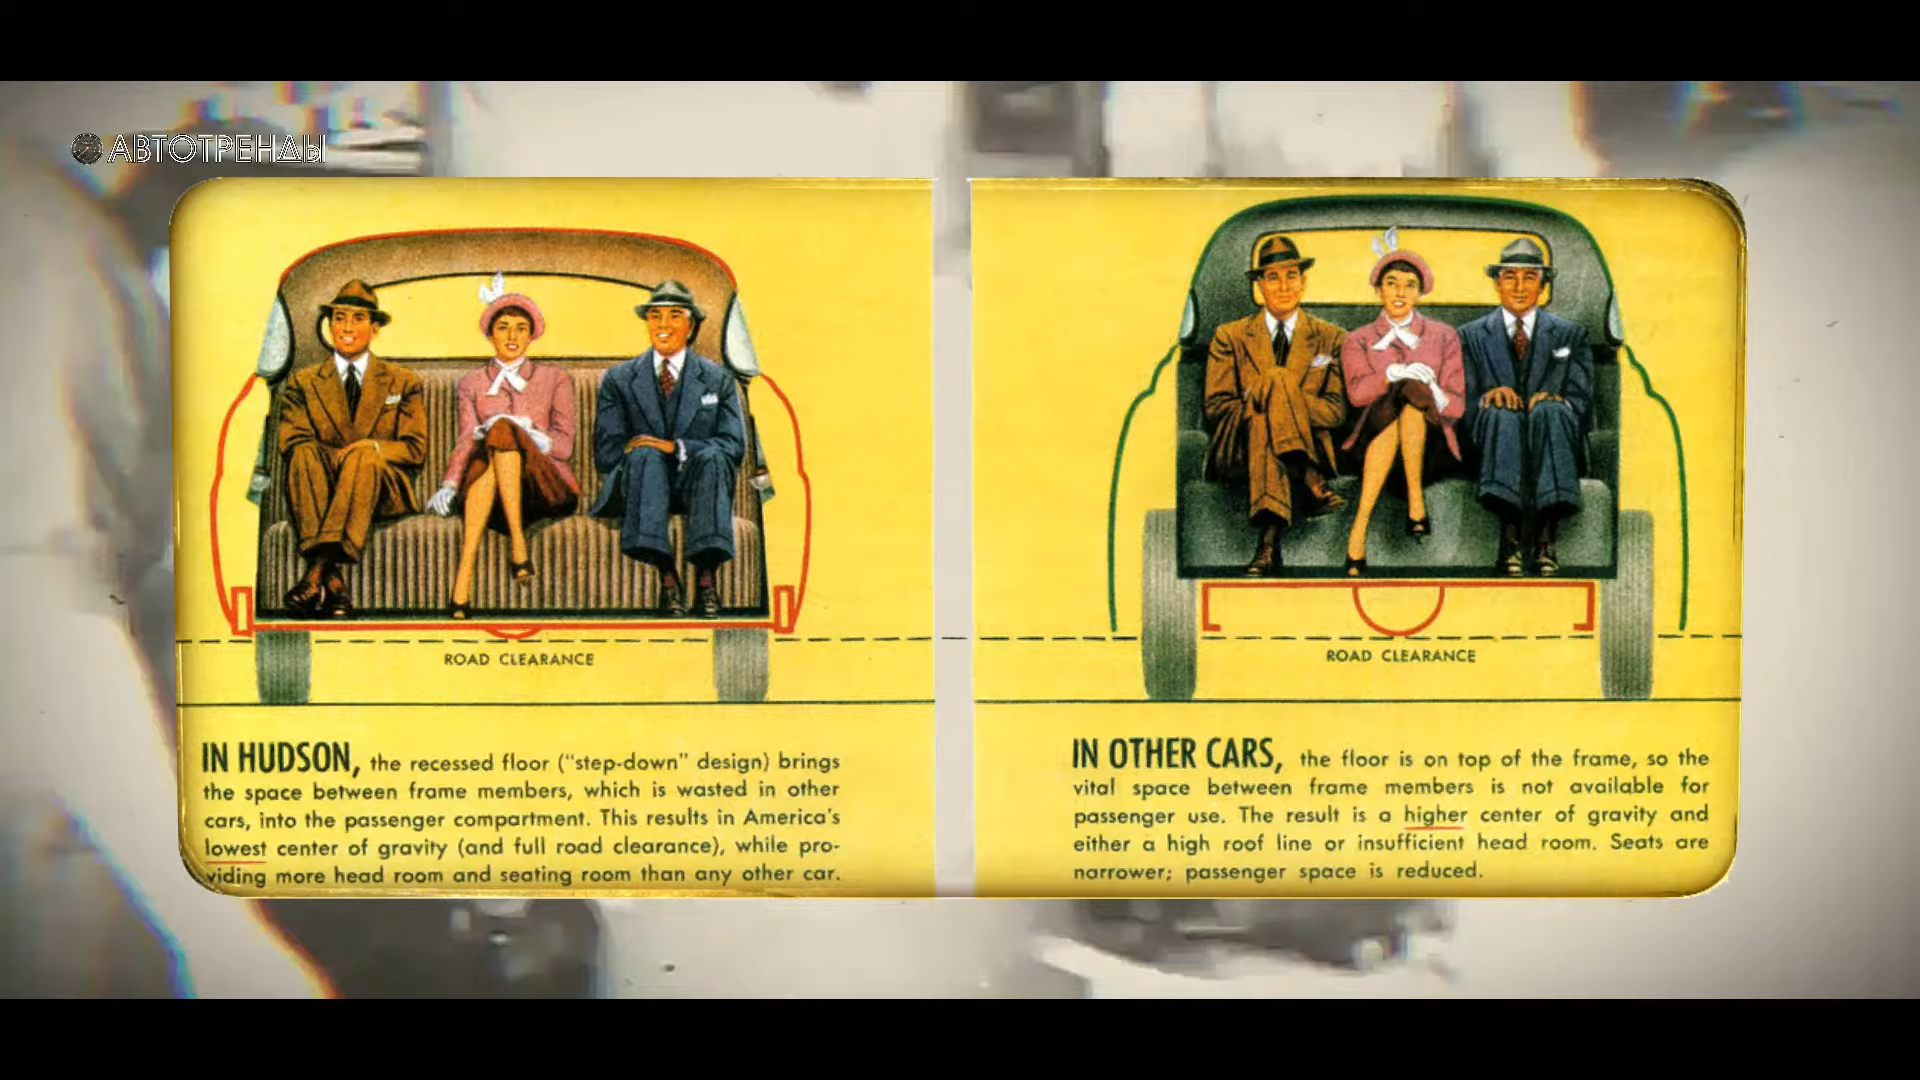 АВТОТРЕНДЫ
ROAD CLEARANCE
IN HUDSON, the recessed floor ("step-down" design) brings
the space between frame members, which is wasted in other
cars, into the passenger compartment. This results in America's
lowest center of gravity (and full road clearance), while pro-
viding more head room and seating room than any other car.
ROAD CLEARANCE
IN OTHER CARS, the floor is on top of the frame, so the
vital space between frame members is not available for
passenger use. The result is a higher center of gravity and
either a high roof line or insufficient head room. Seats are
narrower; passenger space is reduced.